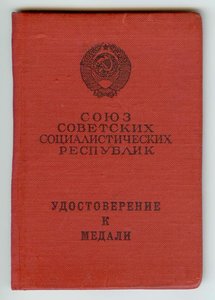 СОЮЗ
СОВЕТСКИХ
СОЦИАЛИСТИЧЕСКИХ
РЕСПУБЛИК
УДОСТОВЕРЕНИЕ
К
МЕДАЛИ